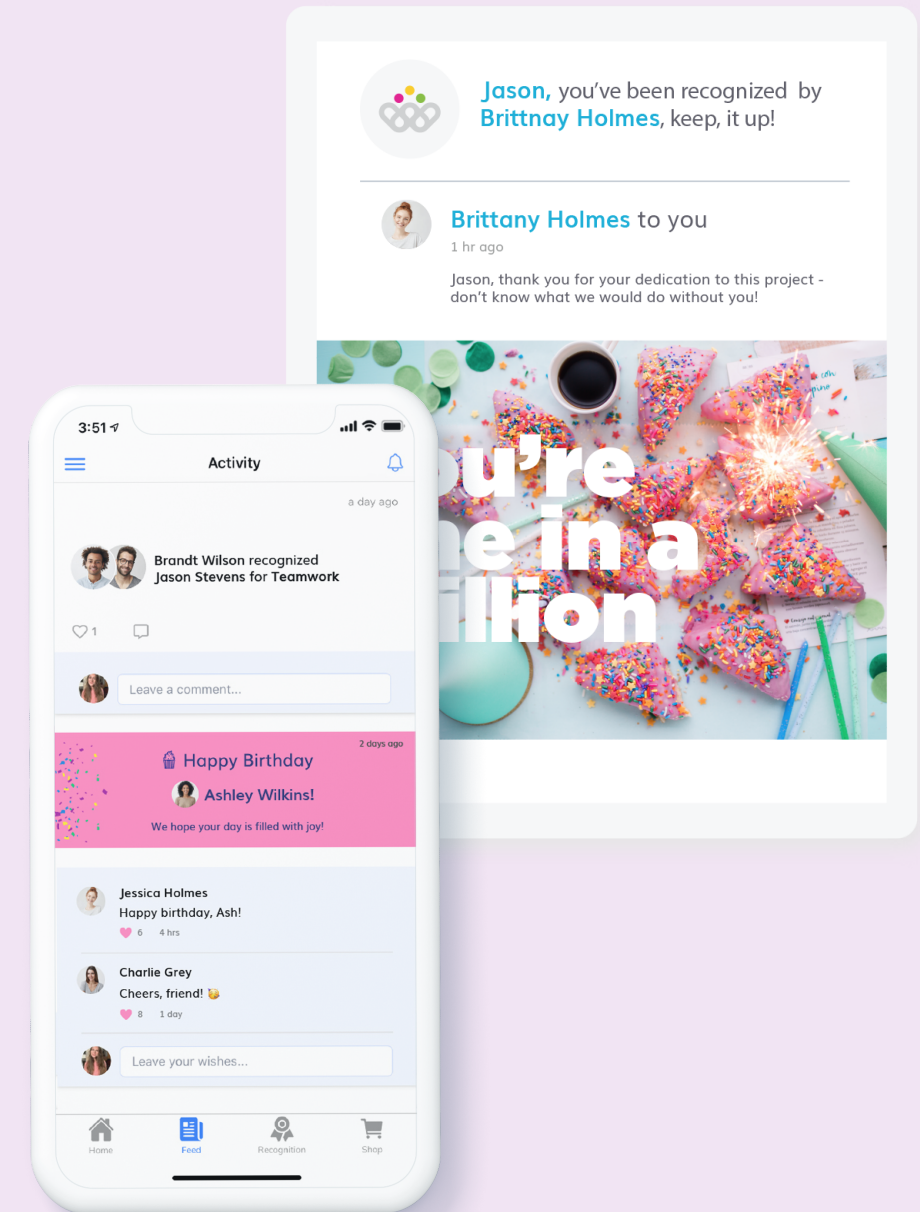 Jason, you've been recognized by
Brittnay Holmes, keep, it up!
Brittany Holmes to you
1 hr ago
Jason, thank you for your dedication to this project -
don't know what we would do without you!
ou're
ne in a
illion
3:51
Activity
a day ago
Brandt Wilson recognized
Jason Stevens for Teamwork
1
Leave a comment...
2 days ago
Happy Birthday
Ashley Wilkins!
We hope your day is filled with joy!
Jessica Holmes
Happy birthday, Ash!
6 4 hrs
Charlie Grey
Cheers, friend! 🥳
8 1 day
Leave your wishes...
Home Feed Recognition Shop